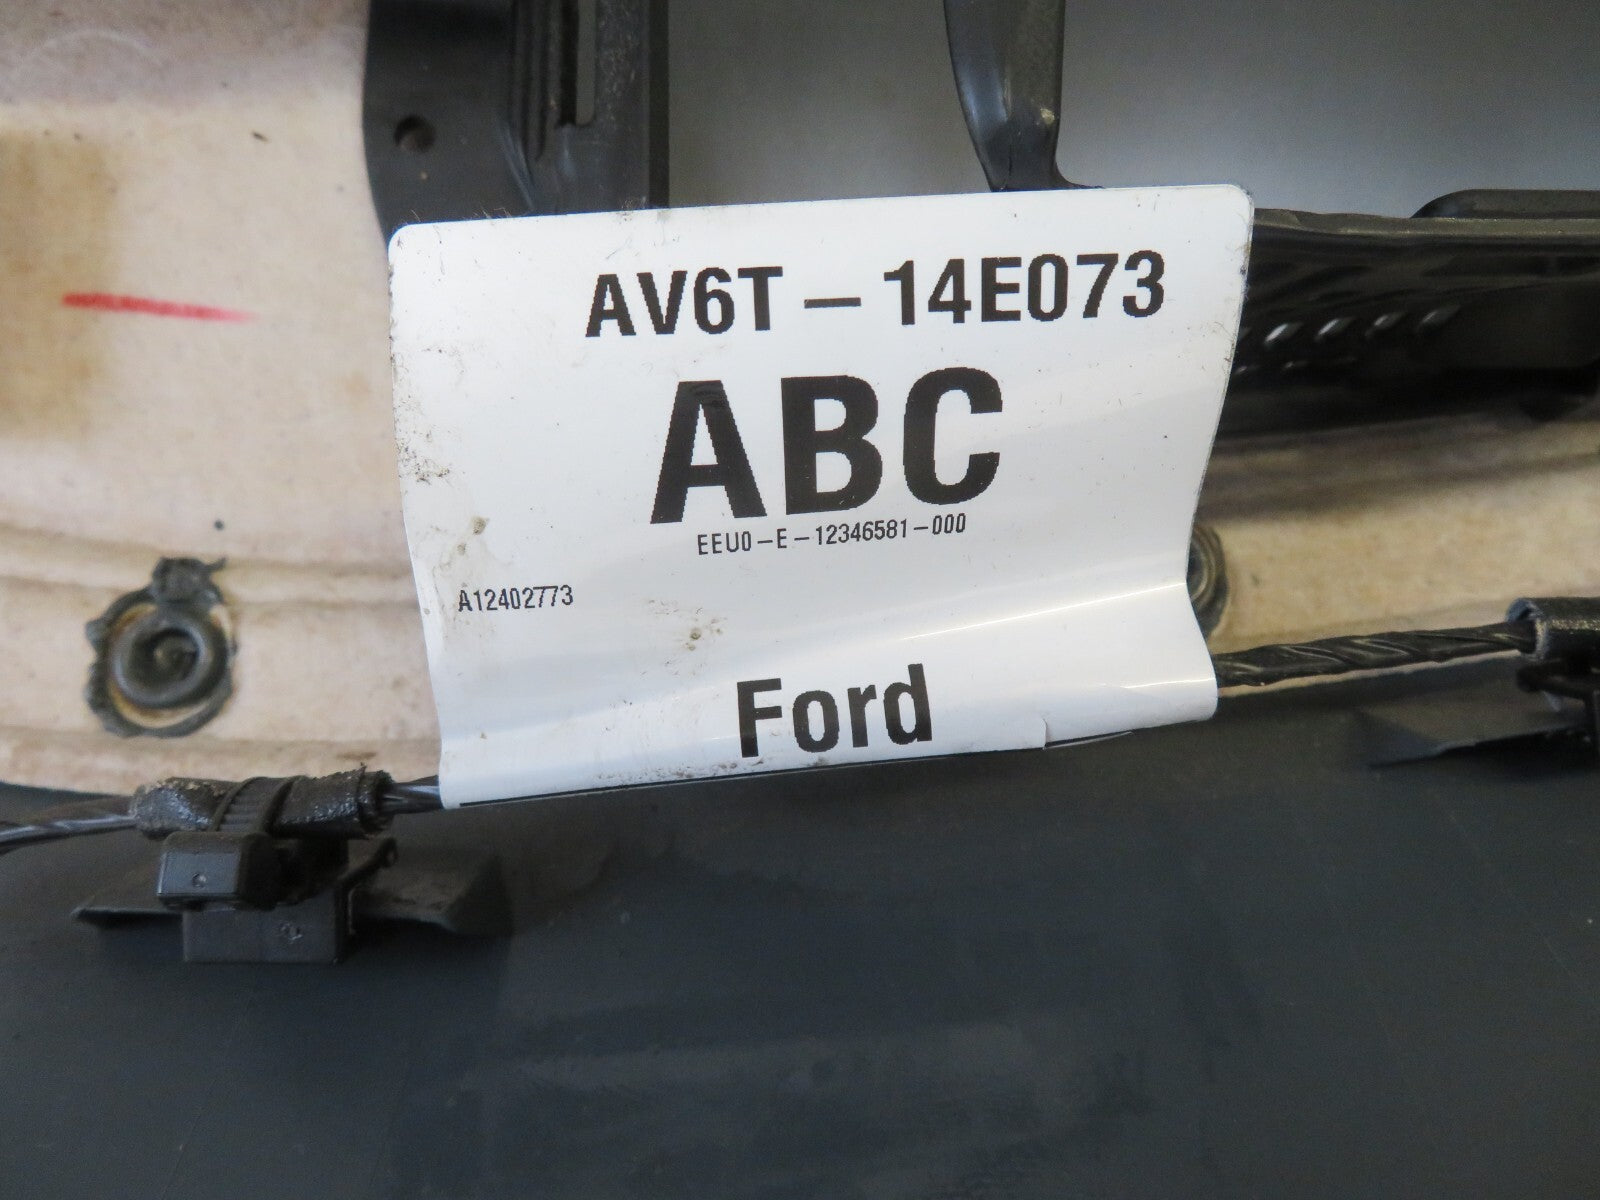 AV6T – 14E073
ABC
EEU0 – E – 12346581 – 000
A12402773
Ford